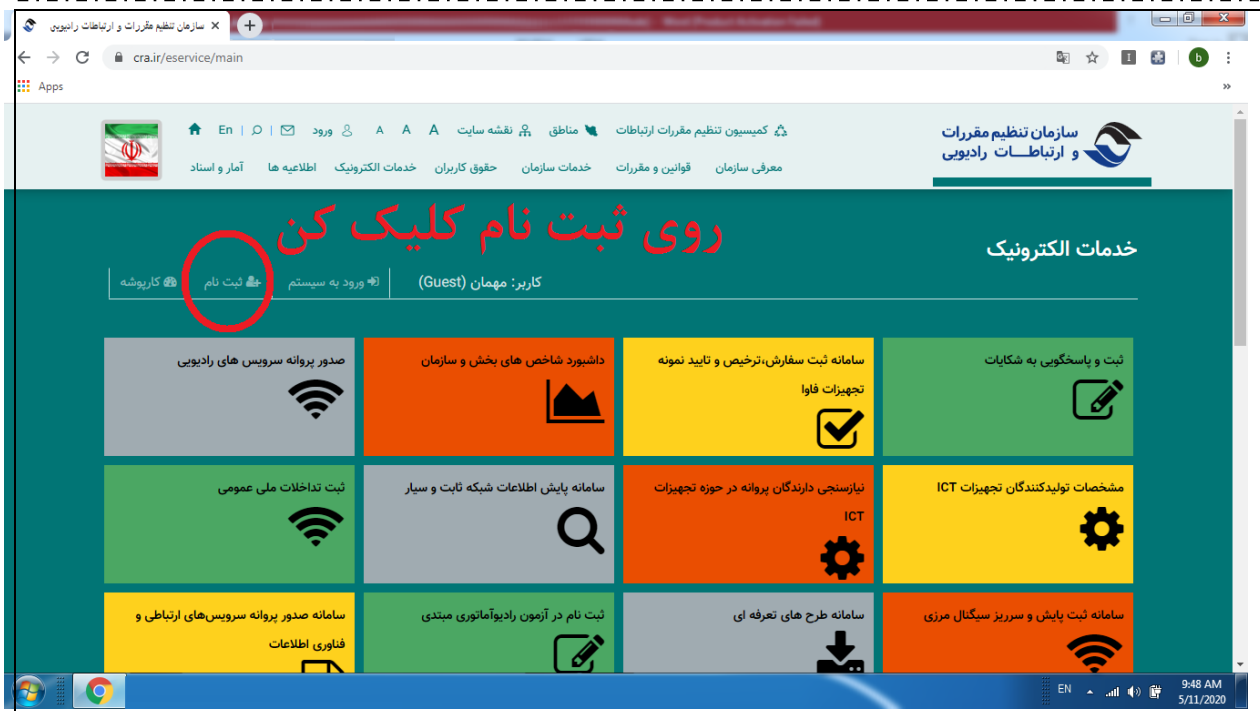 سازمان تنظیم مقررات و ارتباطات رادیویی
cra.ir/eservice/main
b
Apps
»
سازمان تنظیم مقررات
و ارتباطـــات رادیویی
کمیسیون تنظیم مقررات ارتباطات مناطق نقشه سایت A A A ورود | | En
معرفی سازمان قوانین و مقررات خدمات سازمان حقوق کاربران خدمات الکترونیک اطلاعیه ها آمار و اسناد
روی ثبت نام کلیک کن
خدمات الکترونیک
کاربر: مهمان (Guest) ورود به سیستم ثبت نام کارپوشه
ثبت و پاسخگویی به شکایات
سامانه ثبت سفارش،ترخیص و تایید نمونه
تجهیزات فاوا
داشبورد شاخص های بخش و سازمان
صدور پروانه سرویس های رادیویی
مشخصات تولیدکنندگان تجهیزات ICT
نیازسنجی دارندگان پروانه در حوزه تجهیزات
ICT
سامانه پایش اطلاعات شبکه ثابت و سیار
ثبت تداخلات ملی عمومی
سامانه ثبت پایش و سرریز سیگنال مرزی
سامانه طرح های تعرفه ای
ثبت نام در آزمون رادیوآماتوری مبتدی
سامانه صدور پروانه سرویس‌های ارتباطی و
فناوری اطلاعات
EN
9:48 AM
5/11/2020